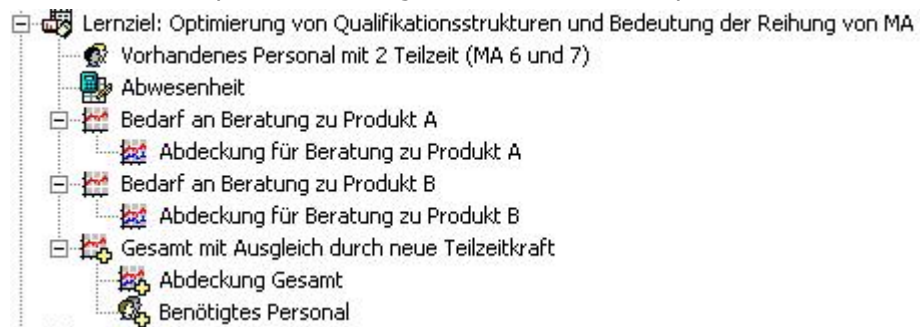 Lernziel: Optimierung von Qualifikationsstrukturen und Bedeutung der Reihung von MA
Vorhandenes Personal mit 2 Teilzeit (MA 6 und 7)
Abwesenheit
Bedarf an Beratung zu Produkt A
Abdeckung für Beratung zu Produkt A
Bedarf an Beratung zu Produkt B
Abdeckung für Beratung zu Produkt B
Gesamt mit Ausgleich durch neue Teilzeitkraft
Abdeckung Gesamt
Benötigtes Personal